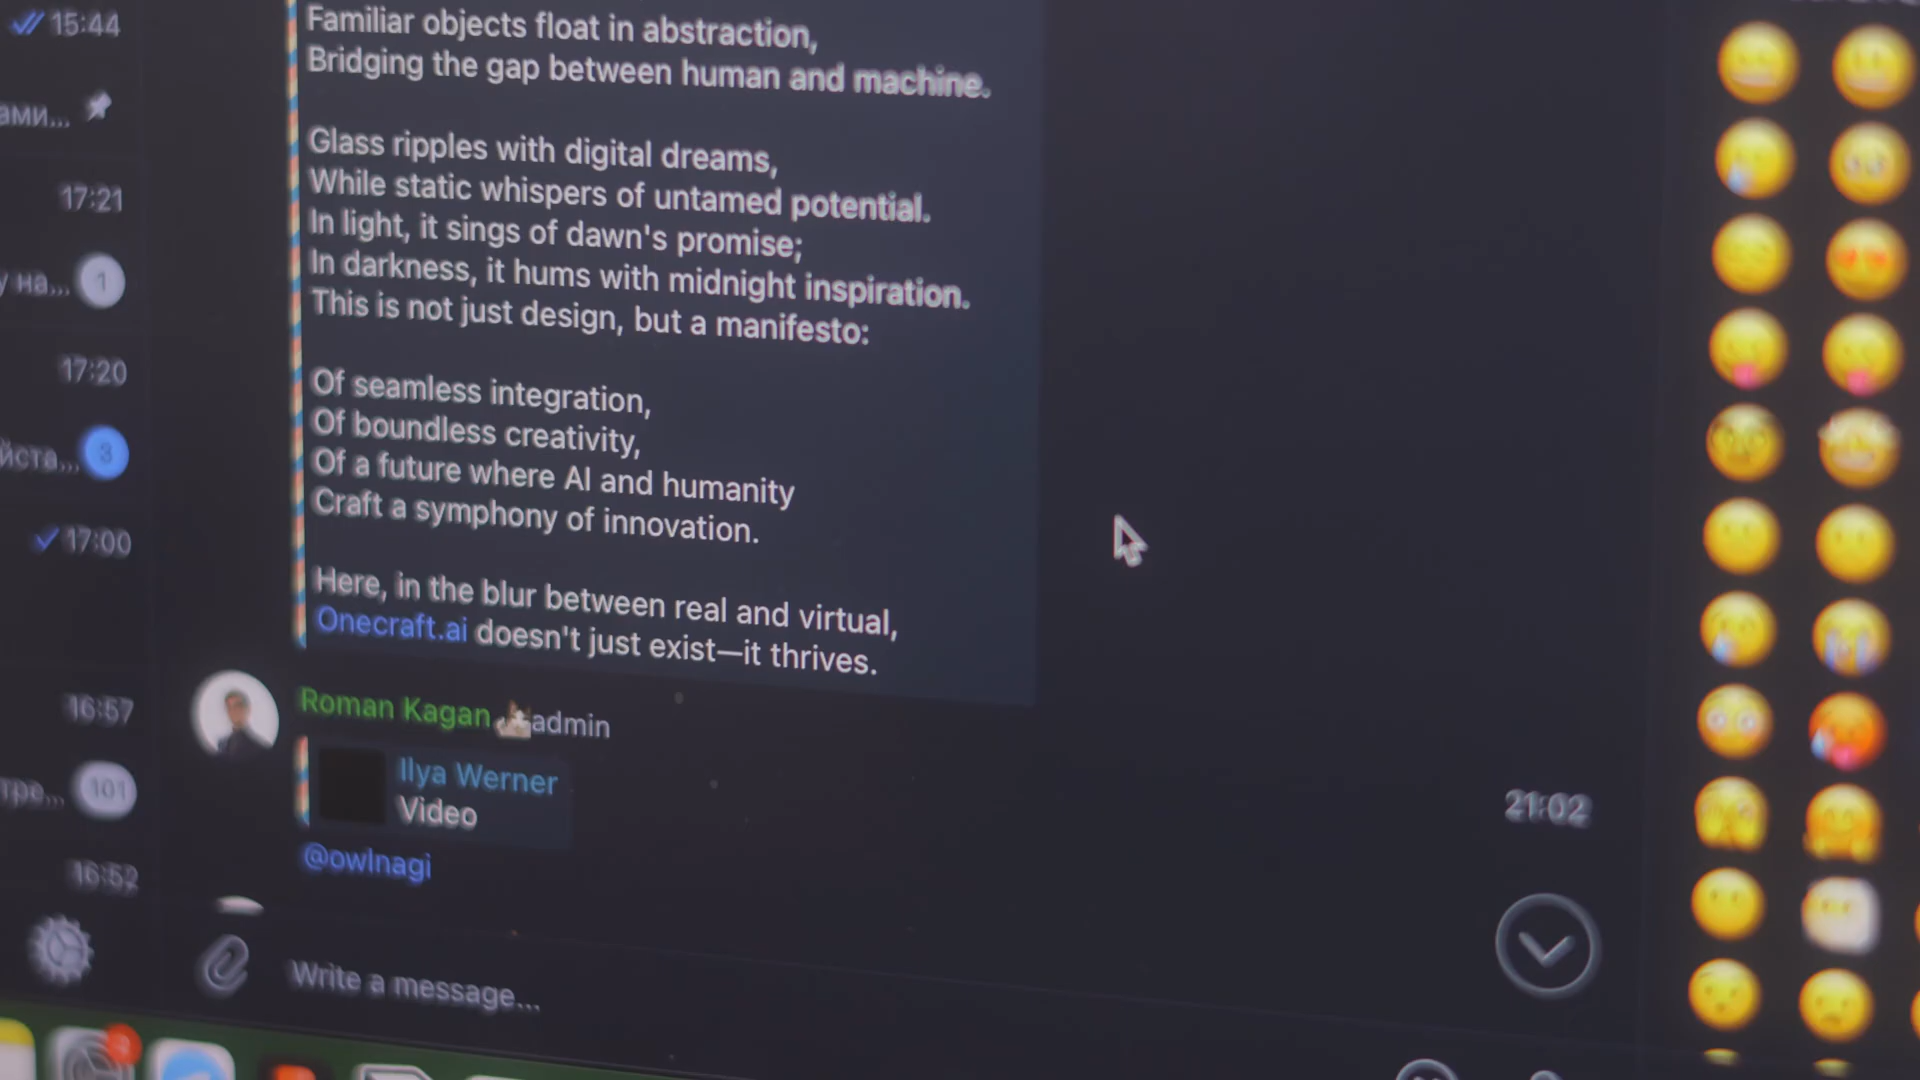 15:44
ами...
17:21
у на...
1
17:20
йста...
3
17:00
16:57
тре...
101
16:52
Familiar objects float in abstraction,
Bridging the gap between human and machine.
Glass ripples with digital dreams,
While static whispers of untamed potential.
In light, it sings of dawn's promise;
In darkness, it hums with midnight inspiration.
This is not just design, but a manifesto:
Of seamless integration,
Of boundless creativity,
Of a future where AI and humanity
Craft a symphony of innovation.
Here, in the blur between real and virtual,
Onecraft.ai doesn't just exist—it thrives.
Roman Kagan admin
Ilya Werner
Video
@owlnagi
21:02
Write a message...